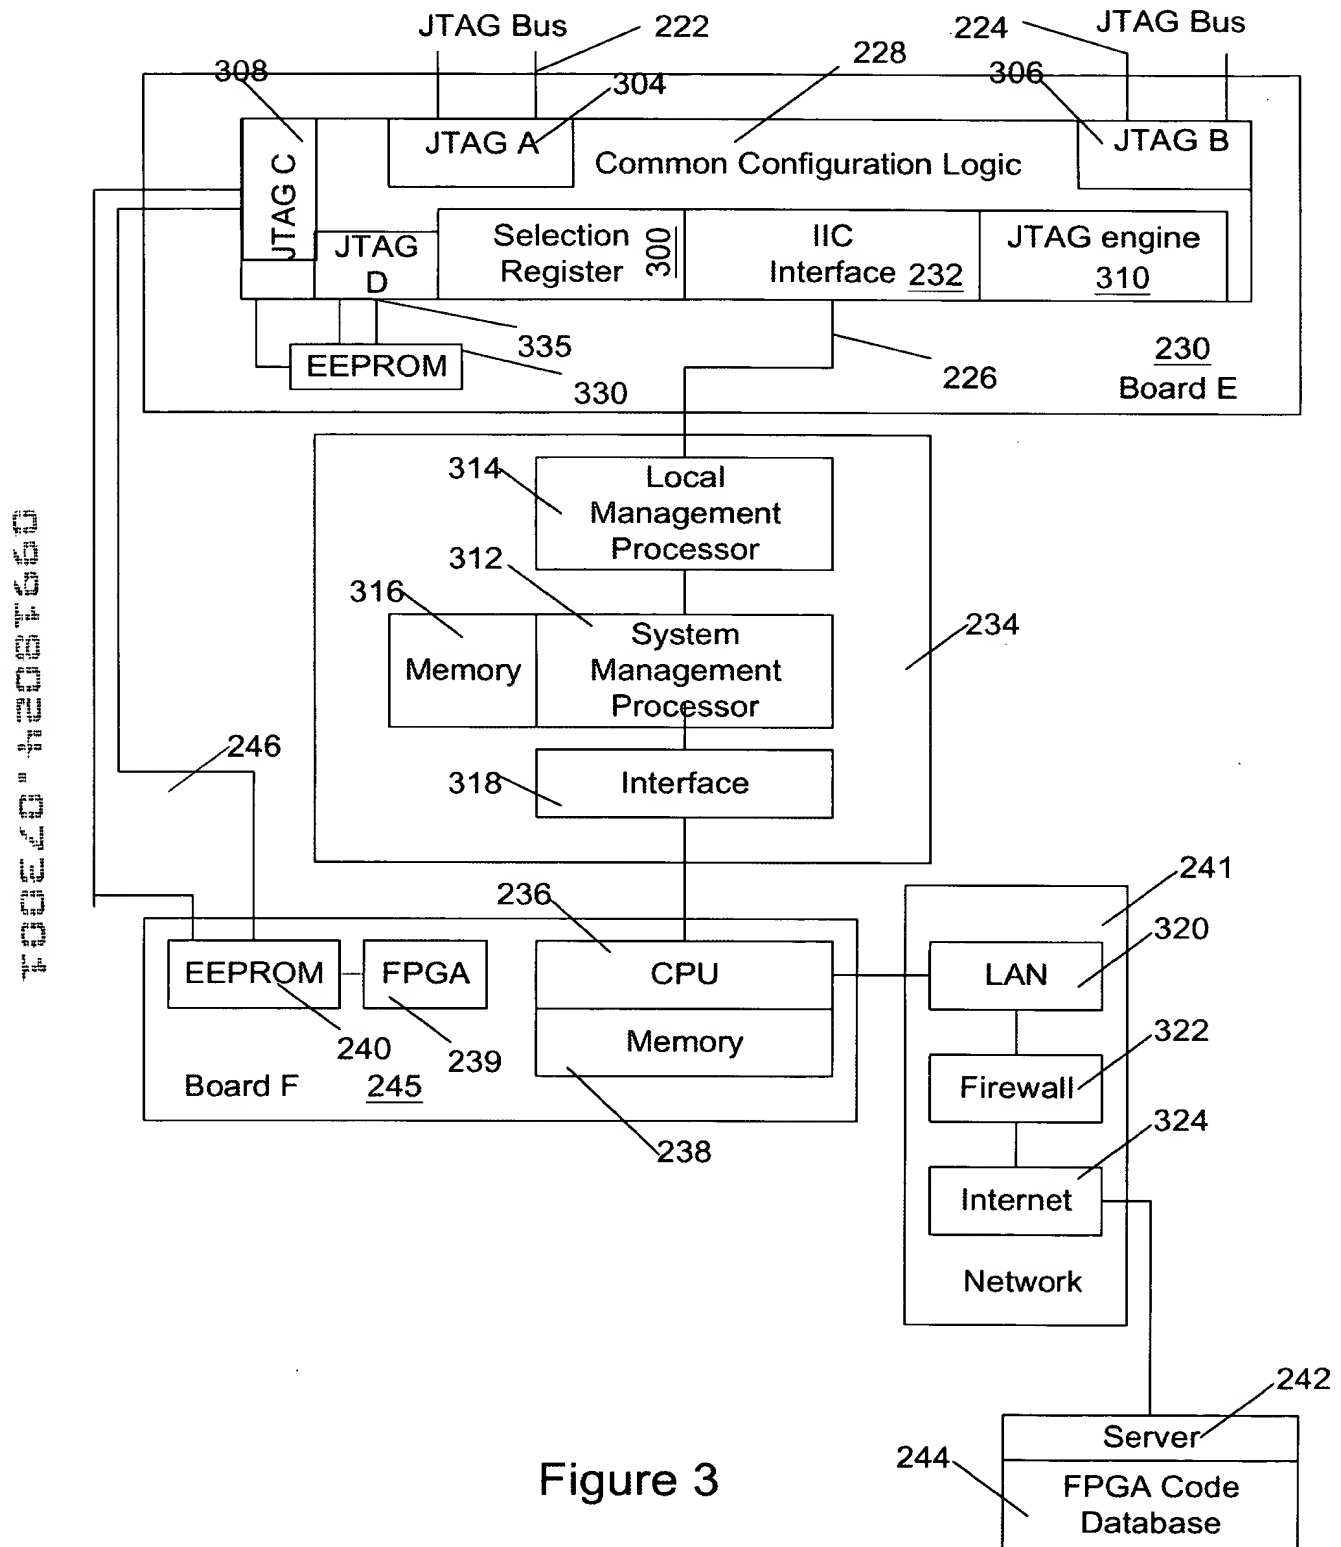 JTAG Bus
222
224
JTAG Bus
308
304
228
306
JTAG C
JTAG A
Common Configuration Logic
JTAG B
JTAG
D
Selection
Register
300
IIC
Interface
232
JTAG engine
310
335
EEPROM
330
226
230
Board E
314
Local
Management
Processor
312
316
Memory
System
Management
Processor
234
246
318
Interface
236
241
320
EEPROM
FPGA
CPU
LAN
240
239
Memory
322
Board F
245
Firewall
238
324
Internet
Network
242
Server
244
FPGA Code
Database
Figure 3
09918024.073001